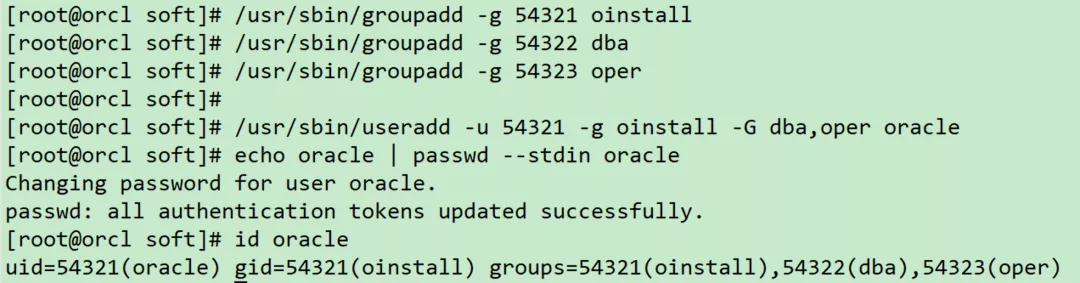 [root@orcl soft]# /usr/sbin/groupadd -g 54321 oinstall
[root@orcl soft]# /usr/sbin/groupadd -g 54322 dba
[root@orcl soft]# /usr/sbin/groupadd -g 54323 oper
[root@orcl soft]#
[root@orcl soft]# /usr/sbin/useradd -u 54321 -g oinstall -G dba,oper oracle
[root@orcl soft]# echo oracle | passwd --stdin oracle
Changing password for user oracle.
passwd: all authentication tokens updated successfully.
[root@orcl soft]# id oracle
uid=54321(oracle) gid=54321(oinstall) groups=54321(oinstall),54322(dba),54323(oper)